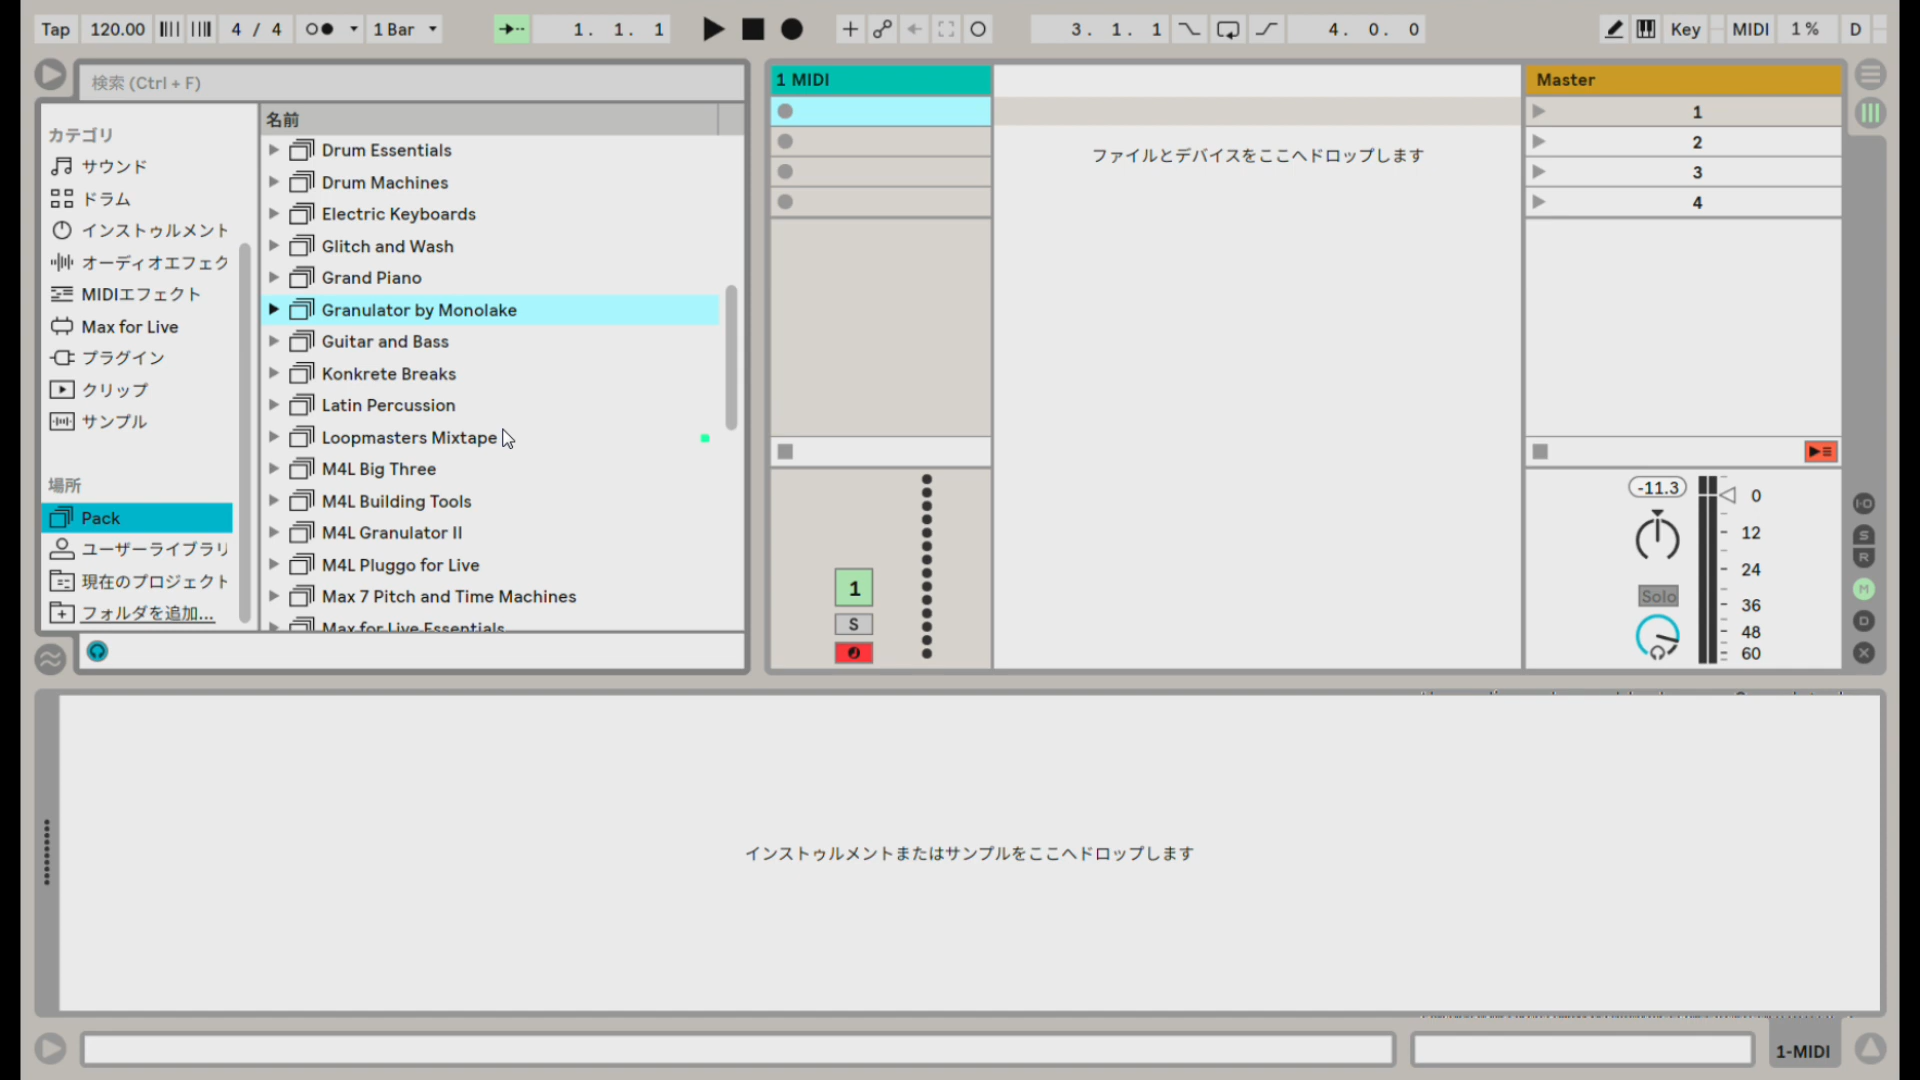 Tap 120.00 4 / 4 1 Bar 1. 1. 1 3. 1. 1 4. 0. 0 Key MIDI 1 % D
検索 (Ctrl + F)
カテゴリ
サウンド
ドラム
インストゥルメント
オーディオエフェク
MIDIエフェクト
Max for Live
プラグイン
クリップ
サンプル
場所
Pack
ユーザーライブラリ
現在のプロジェクト
フォルダを追加...
名前
Drum Essentials
Drum Machines
Electric Keyboards
Glitch and Wash
Grand Piano
Granulator by Monolake
Guitar and Bass
Konkrete Breaks
Latin Percussion
Loopmasters Mixtape
M4L Big Three
M4L Building Tools
M4L Granulator II
M4L Pluggo for Live
Max 7 Pitch and Time Machines
Max for Live Essentials
1 MIDI
1
S
ファイルとデバイスをここへドロップします
Master
1
2
3
4
-11.3
0
12
24
36
48
60
Solo
I-O
S
R
M
D
X
インストゥルメントまたはサンプルをここへドロップします
1-MIDI